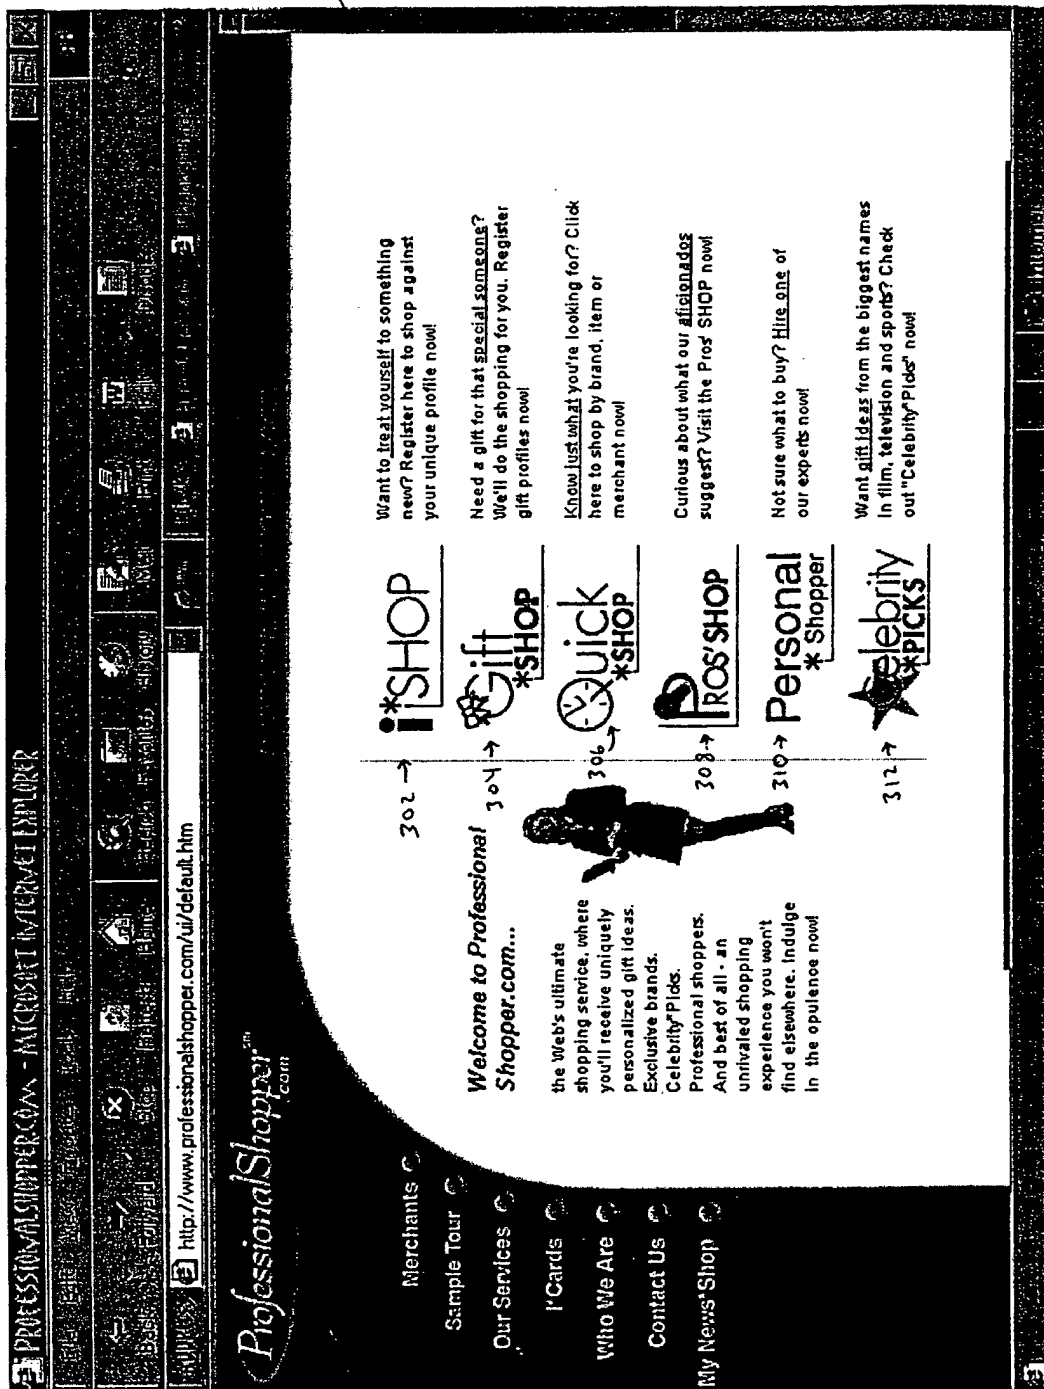 PROFESSIONALSHOPPER.COM - MICROSOFT INTERNET EXPLORER
Back
Stop
Home
Search
Favorites
History
Mail
Print
http://www.professionalshopper.com/ui/default.htm
ProfessionalShopper
.com
Merchants
Sample Tour
Our Services
I*Cards
Who We Are
Contact Us
My News*Shop
Welcome to Professional
Shopper.com...
the Web's ultimate
shopping service, where
you'll receive uniquely
personalized gift ideas.
Exclusive brands.
Celebrity*Picks.
Professional shoppers.
And best of all - an
unrivaled shopping
experience you won't
find elsewhere. Indulge
in the opulence now!
302 →
i*SHOP
Want to treat yourself to something
new? Register here to shop against
your unique profile now!
304 →
Gift
*SHOP
Need a gift for that special someone?
We'll do the shopping for you. Register
gift profiles now!
306
Quick
*SHOP
Know just what you're looking for? Click
here to shop by brand, item or
merchant now!
308 →
PROS'SHOP
Curious about what our aficionados
suggest? Visit the Pros' SHOP now!
310 →
Personal
* Shopper
Not sure what to buy? Hire one of
our experts now!
312 →
Celebrity
*PICKS
Want gift ideas from the biggest names
in film, television and sports? Check
out "Celebrity*Picks" now!